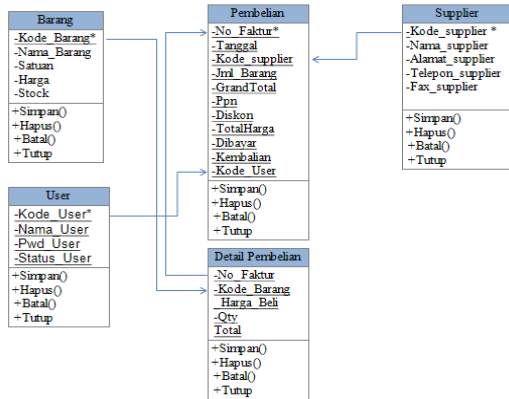 Barang
-Kode_Barang*
-Nama_Barang
-Satuan
-Harga
-Stock
+Simpan()
+Hapus()
+Batal()
+Tutup
User
-Kode_User*
-Nama_User
-Pwd_User
-Status_User
+Simpan()
+Hapus()
+Batal()
+Tutup
Pembelian
-No_Faktur*
-Tanggal
-Kode_supplier
-Jml_Barang
-GrandTotal
-Ppn
-Diskon
-TotalHarga
-Dibayar
-Kembalian
-Kode_User
+Simpan()
+Hapus()
+Batal()
+Tutup
Detail Pembelian
-No_Faktur
-Kode_Barang
_Harga_Beli
-Qty
Total
+Simpan()
+Hapus()
+Batal()
+Tutup
Supplier
-Kode_supplier *
-Nama_supplier
-Alamat_supplier
-Telepon_supplier
-Fax_supplier
+Simpan()
+Hapus()
+Batal()
+Tutup